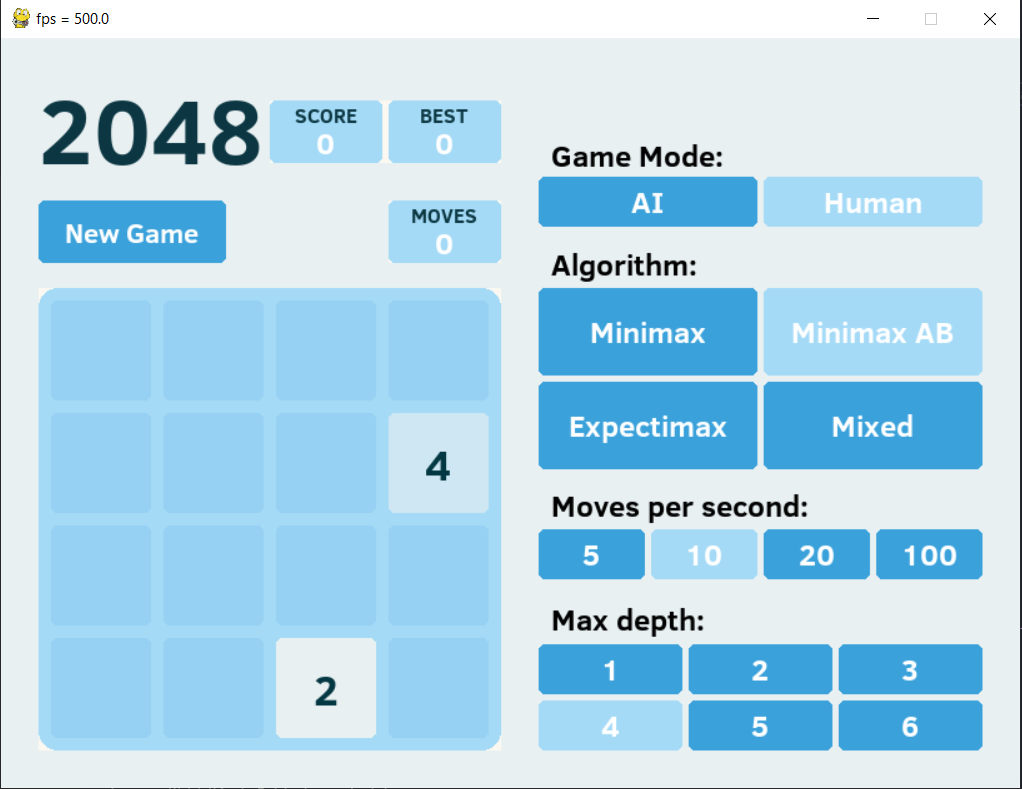 fps = 500.0
2048
SCORE
0
BEST
0
New Game
MOVES
0
4
2
Game Mode:
AI
Human
Algorithm:
Minimax
Minimax AB
Expectimax
Mixed
Moves per second:
5
10
20
100
Max depth:
1
2
3
4
5
6